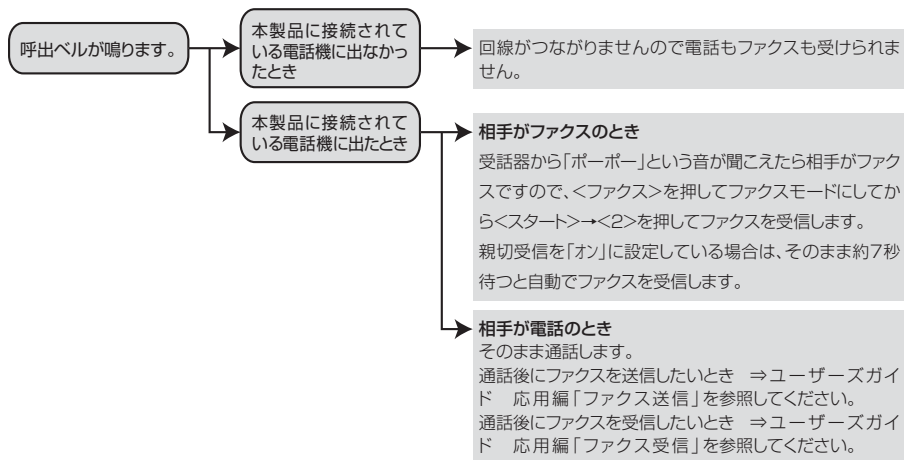 呼出ベルが鳴ります。
本製品に接続されて
いる電話機に出なかっ
たとき
回線がつながりませんので電話もファクスも受けられま
せん。
本製品に接続されて
いる電話機に出たとき
相手がファクスのとき
受話器から「ポーポー」という音が聞こえたら相手がファク
スですので、<ファクス>を押してファクスモードにしてか
ら<スタート>→<2>を押してファクスを受信します。
親切受信を「オン」に設定している場合は、そのまま約7秒
待つと自動でファクスを受信します。
相手が電話のとき
そのまま通話します。
通話後にファクスを送信したいとき ⇒ユーザーズガイ
ド 応用編「ファクス送信」を参照してください。
通話後にファクスを受信したいとき ⇒ユーザーズガイ
ド 応用編「ファクス受信」を参照してください。